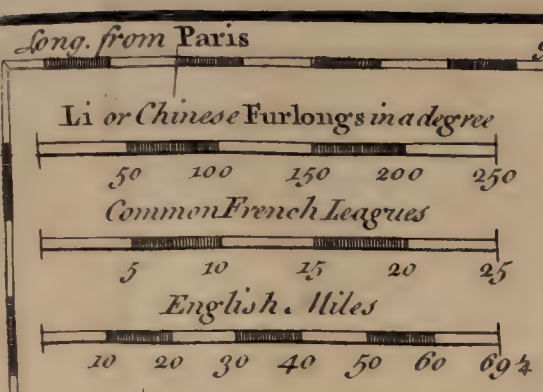 Long. from Paris
Li or Chinese Furlongs in a degree
50 100 150 200 250
Common French Leagues
5 10 15 20 25
English Miles
10 20 30 40 50 60 69¼